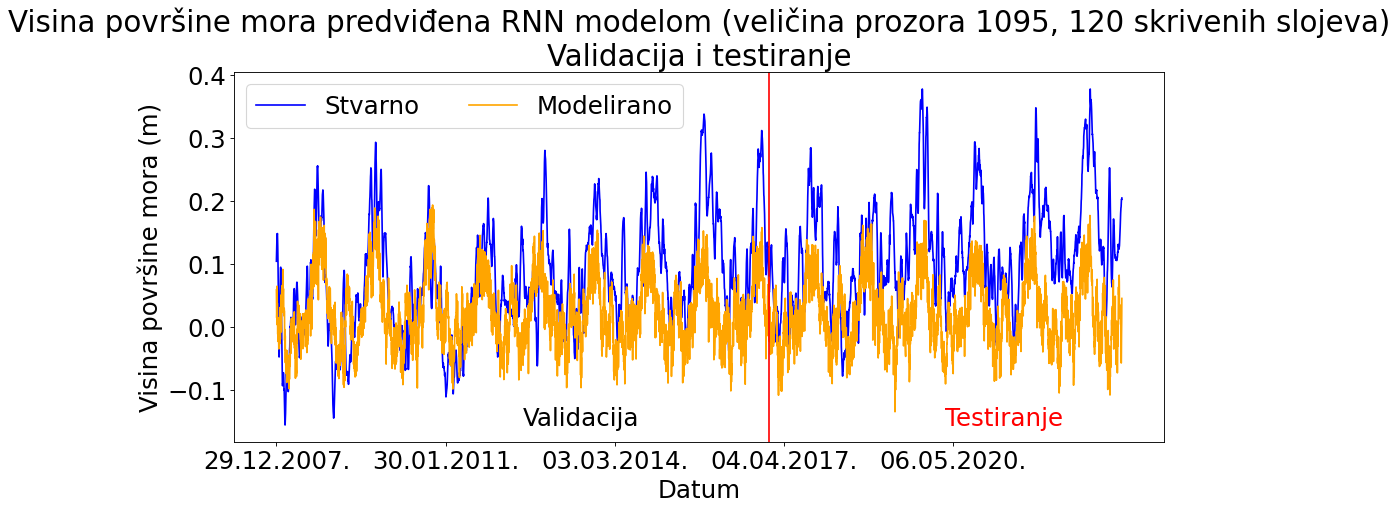 Visina površine mora predviđena RNN modelom (veličina prozora 1095, 120 skrivenih slojeva)
Validacija i testiranje
Stvarno
Modelirano
Visina površine mora (m)
0.4
0.3
0.2
0.1
0.0
−0.1
Validacija
Testiranje
29.12.2007.
30.01.2011.
03.03.2014.
04.04.2017.
06.05.2020.
Datum